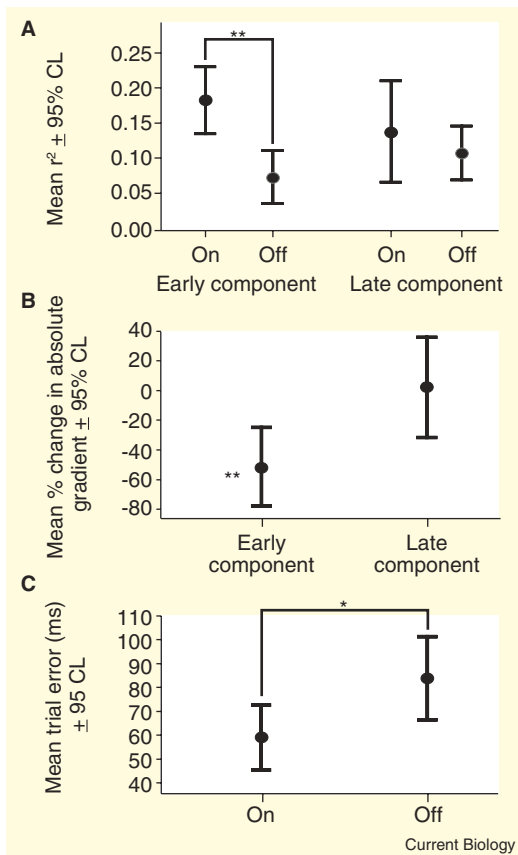 A
Mean r² ± 95% CL
0.25
0.20
0.15
0.10
0.05
0.00
**
On Off On Off
Early component Late component
B
Mean % change in absolute
gradient ± 95% CL
40
20
0
-20
-40
-60
-80
**
Early Late
component component
C
Mean trial error (ms)
± 95 CL
110
100
90
80
70
60
50
40
*
On Off
Current Biology